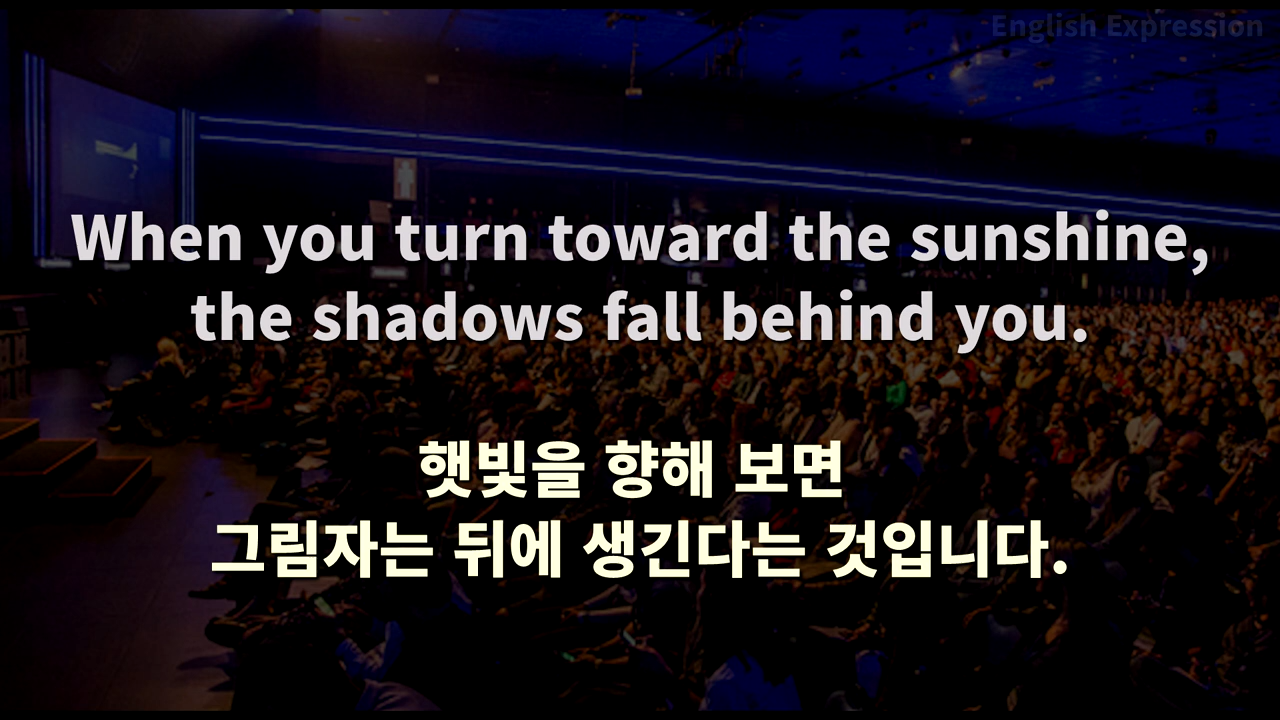 English Expression
When you turn toward the sunshine,
the shadows fall behind you.
햇빛을 향해 보면
그림자는 뒤에 생긴다는 것입니다.